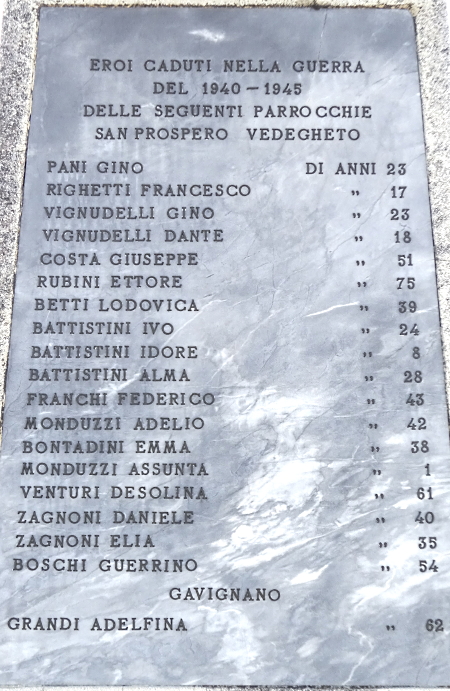 EROI CADUTI NELLA GUERRA
DEL 1940-1945
DELLE SEGUENTI PARROCCHIE
SAN PROSPERO VEDEGHETO
PANI GINO DI ANNI 23
RIGHETTI FRANCESCO " 17
VIGNUDELLI GINO " 23
VIGNUDELLI DANTE " 18
COSTA GIUSEPPE " 51
RUBINI ETTORE " 75
BETTI LODOVICA " 39
BATTISTINI IVO " 24
BATTISTINI IDORE " 8
BATTISTINI ALMA " 28
FRANCHI FEDERICO " 43
MONDUZZI ADELIO " 42
BONTADINI EMMA " 38
MONDUZZI ASSUNTA " 1
VENTURI DESOLINA " 61
ZAGNONI DANIELE " 40
ZAGNONI ELIA " 35
BOSCHI GUERRINO " 54
GAVIGNANO
GRANDI ADELFINA " 62